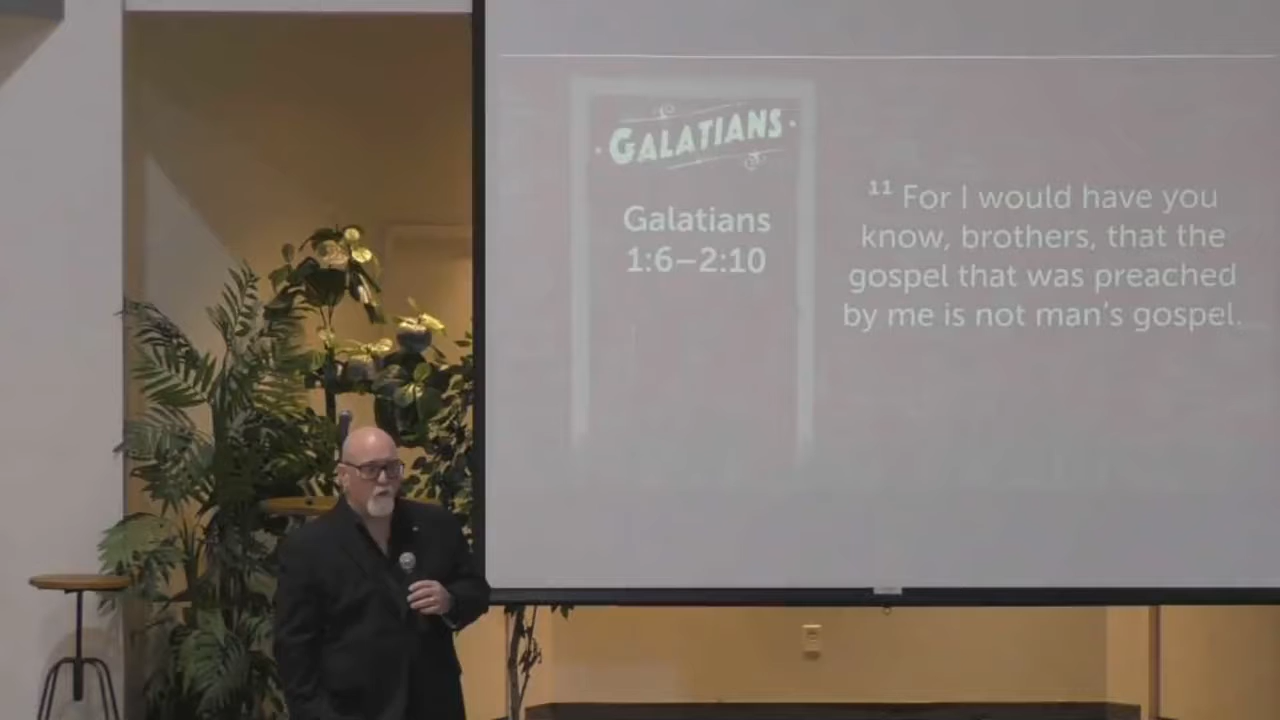 GALATIANS
Galatians
1:6–2:10
11 For I would have you
know, brothers, that the
gospel that was preached
by me is not man's gospel.